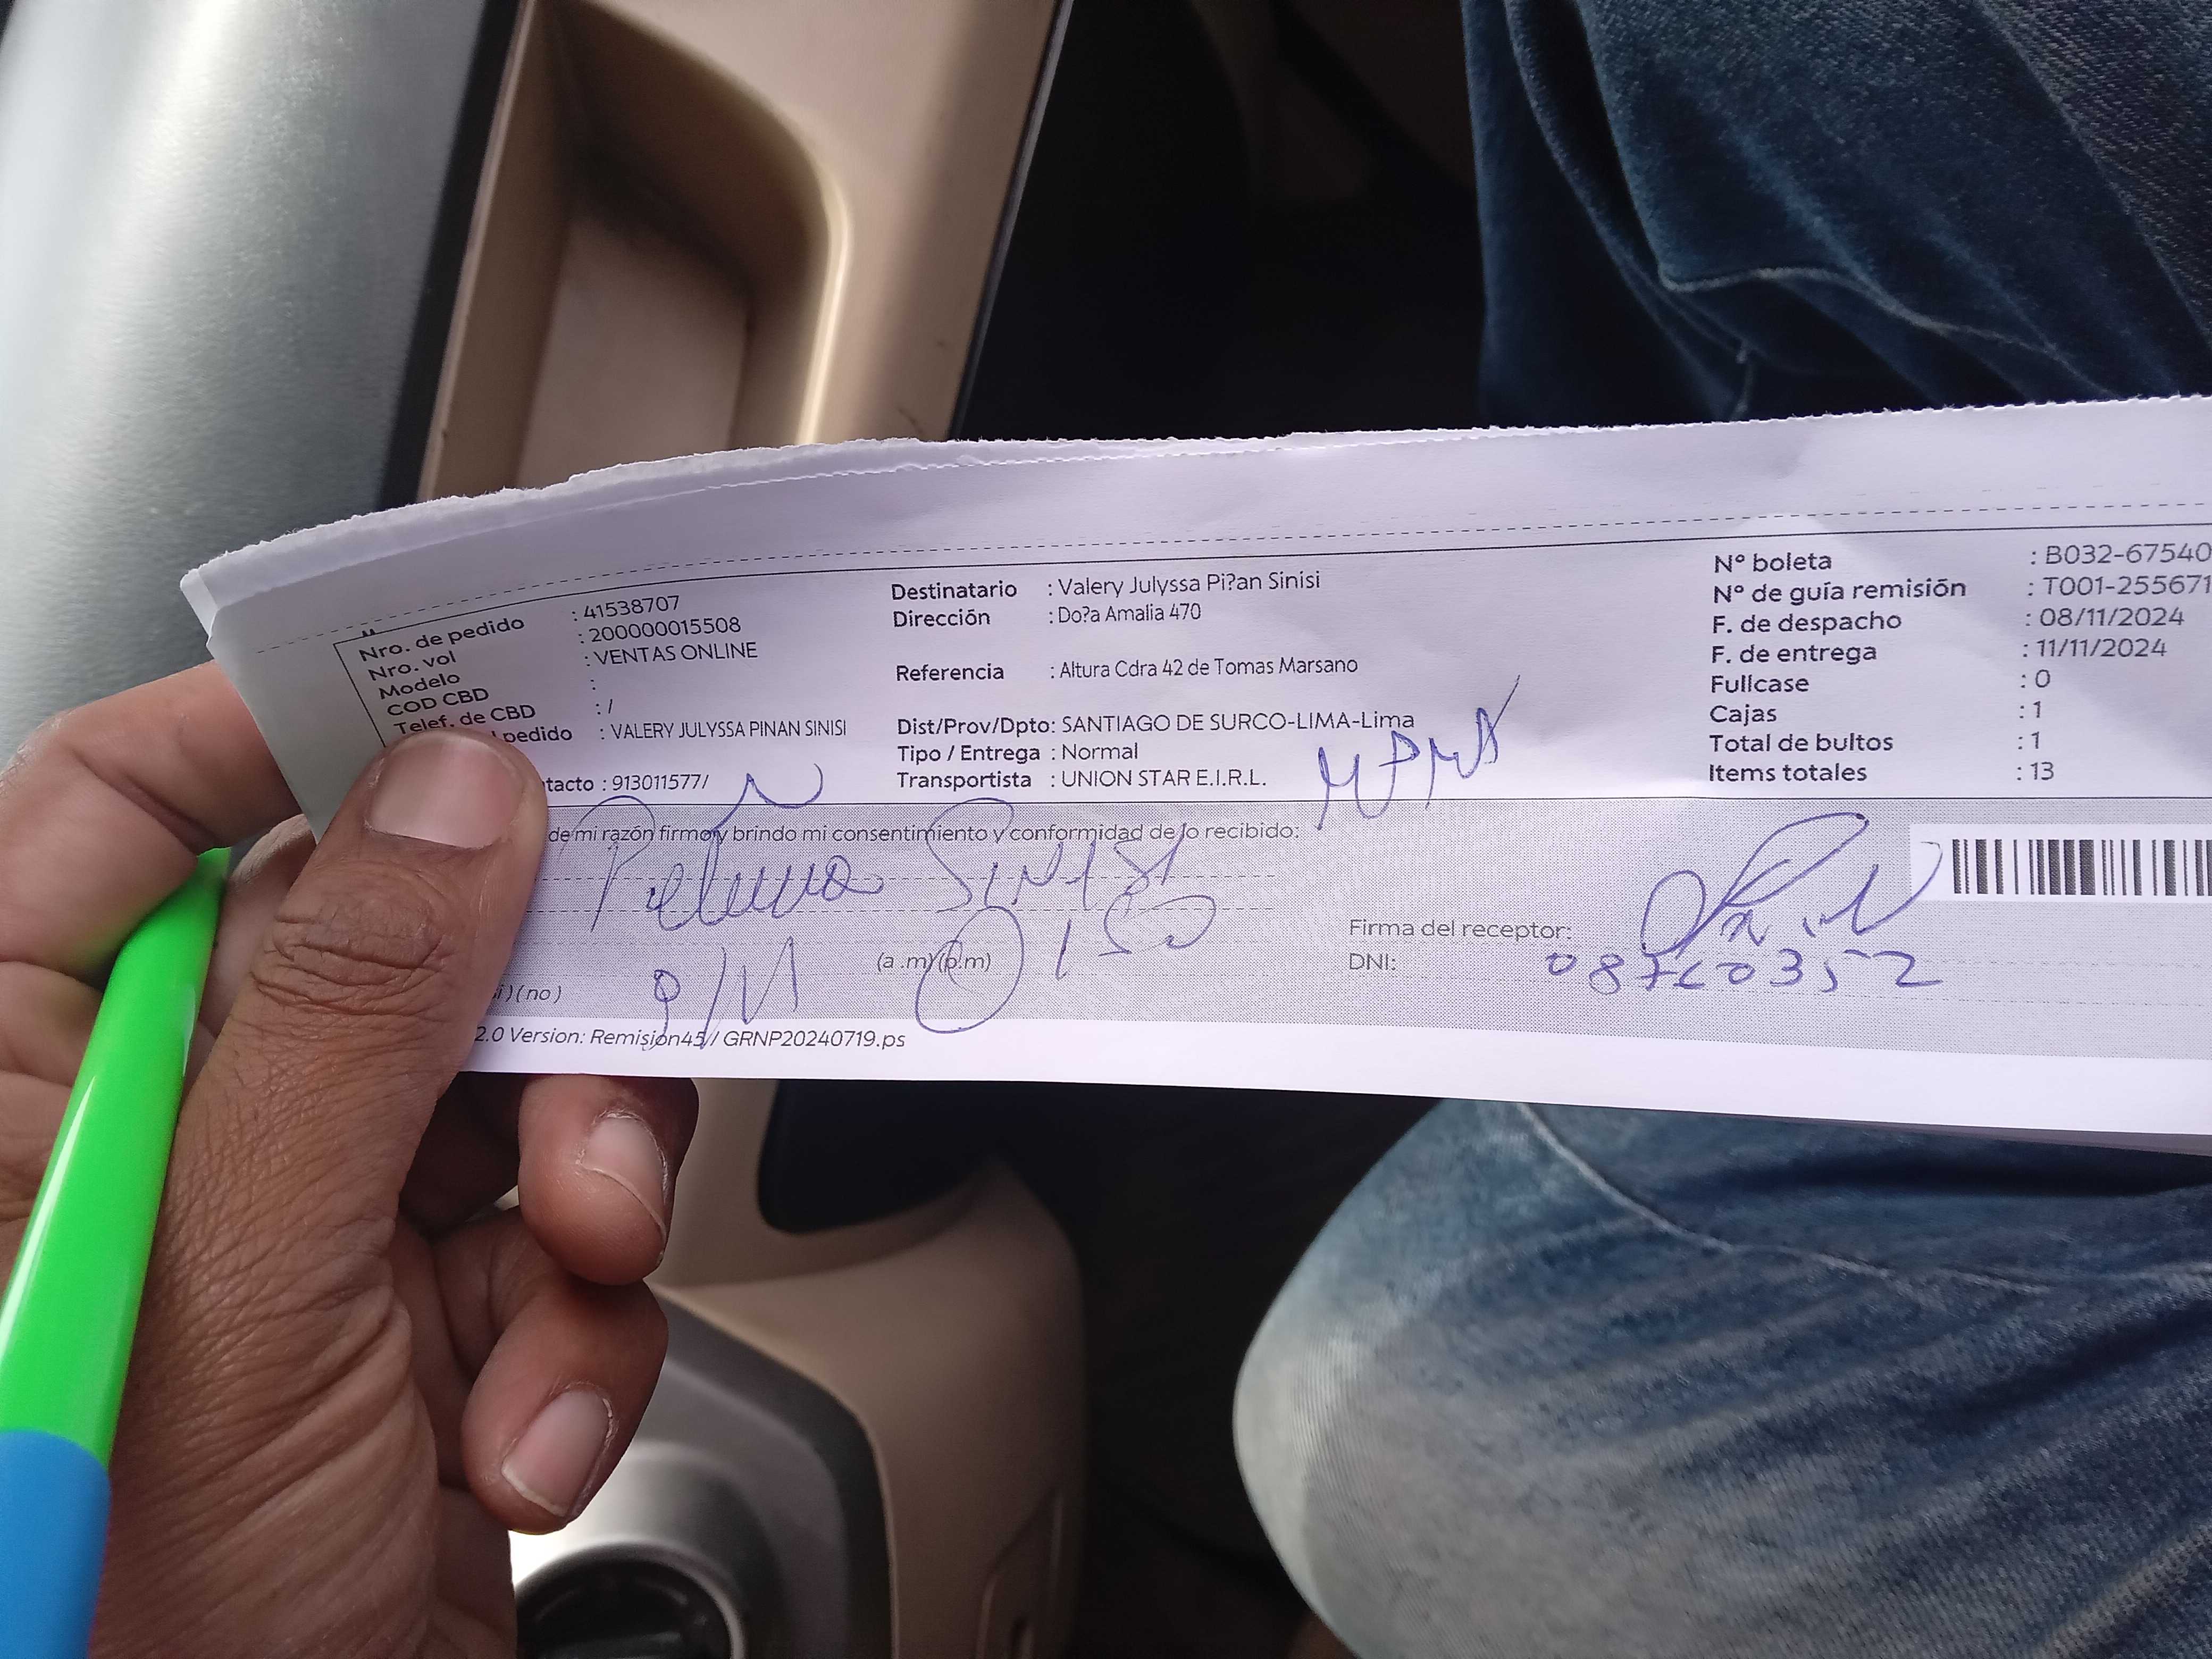 Nro. de pedido : 41538707
Nro. vol : 200000015508
Modelo : VENTAS ONLINE
COD CBD :
Telef. de CBD : /
pedido : VALERY JULYSSA PINAN SINISI
ntacto : 913011577/
Destinatario : Valery Julyssa Pi?an Sinisi
Dirección : Do?a Amalia 470
Referencia : Altura Cdra 42 de Tomas Marsano
Dist/Prov/Dpto: SANTIAGO DE SURCO-LIMA-Lima
Tipo / Entrega : Normal
Transportista : UNION STAR E.I.R.L.
Nº boleta : B032-67540
Nº de guía remisión : T001-255671
F. de despacho : 08/11/2024
F. de entrega : 11/11/2024
Fullcase : 0
Cajas : 1
Total de bultos : 1
Items totales : 13
de mi razón firmo y brindo mi consentimiento y conformidad de lo recibido:
Sinisi
(a .m)(p.m)
Firma del receptor:
DNI: 08760352
si )( no )
2.0 Version: Remision45// GRNP20240719.ps